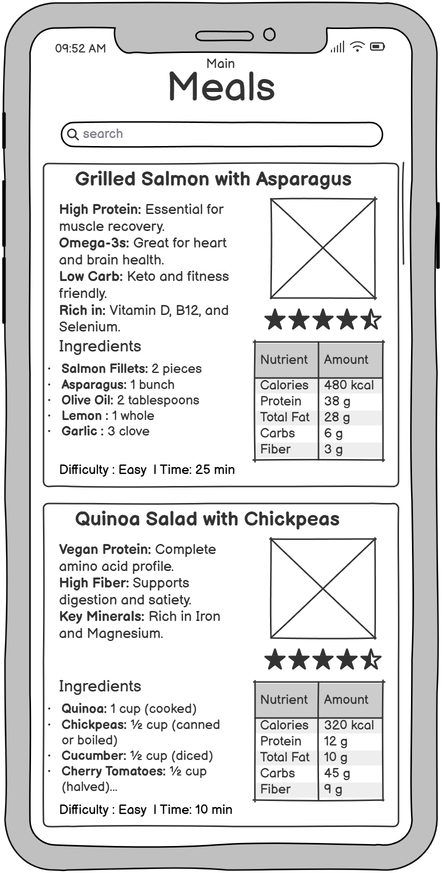 09:52 AM
Main
Meals
search
Grilled Salmon with Asparagus
High Protein: Essential for
muscle recovery.
Omega-3s: Great for heart
and brain health.
Low Carb: Keto and fitness
friendly.
Rich in: Vitamin D, B12, and
Selenium.
Ingredients
· Salmon Fillets: 2 pieces
· Asparagus: 1 bunch
· Olive Oil: 2 tablespoons
· Lemon : 1 whole
· Garlic : 3 clove
Difficulty : Easy | Time: 25 min
Nutrient Amount
Calories 480 kcal
Protein 38 g
Total Fat 28 g
Carbs 6 g
Fiber 3 g
Quinoa Salad with Chickpeas
Vegan Protein: Complete
amino acid profile.
High Fiber: Supports
digestion and satiety.
Key Minerals: Rich in Iron
and Magnesium.
Ingredients
· Quinoa: 1 cup (cooked)
· Chickpeas: ½ cup (canned
or boiled)
· Cucumber: ½ cup (diced)
· Cherry Tomatoes: ½ cup
(halved)...
Difficulty : Easy | Time: 10 min
Nutrient Amount
Calories 320 kcal
Protein 12 g
Total Fat 10 g
Carbs 45 g
Fiber 9 g